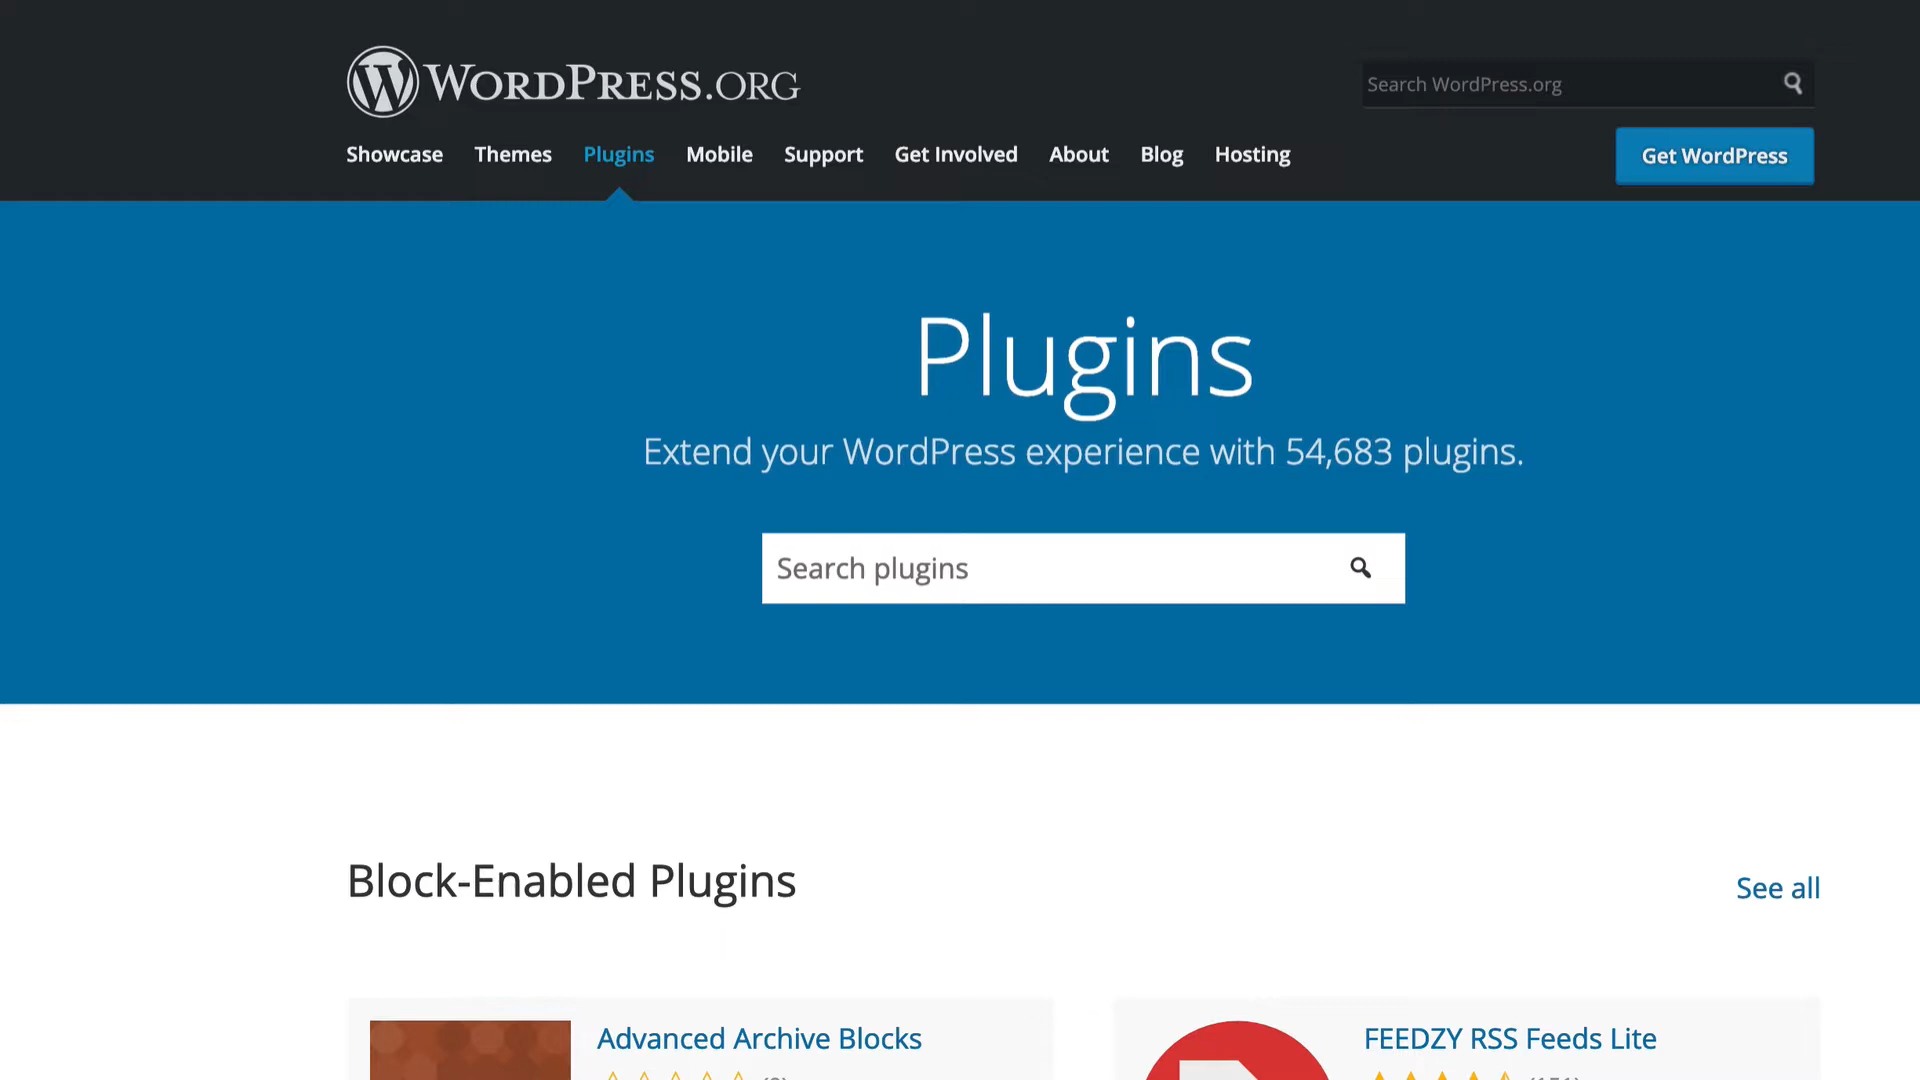 WORDPRESS.ORG
Search WordPress.org
Showcase Themes Plugins Mobile Support Get Involved About Blog Hosting
Get WordPress
Plugins
Extend your WordPress experience with 54,683 plugins.
Search plugins
Block-Enabled Plugins
See all
Advanced Archive Blocks
FEEDZY RSS Feeds Lite